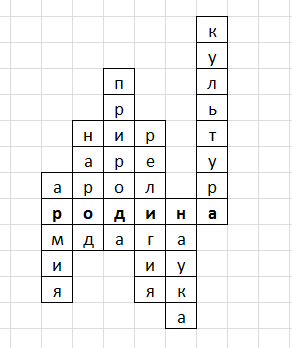 к
у
п л
р ь
н и р т
а р е у
а р о л р
р о д и н а
м д а г а
и и у
я я к
а